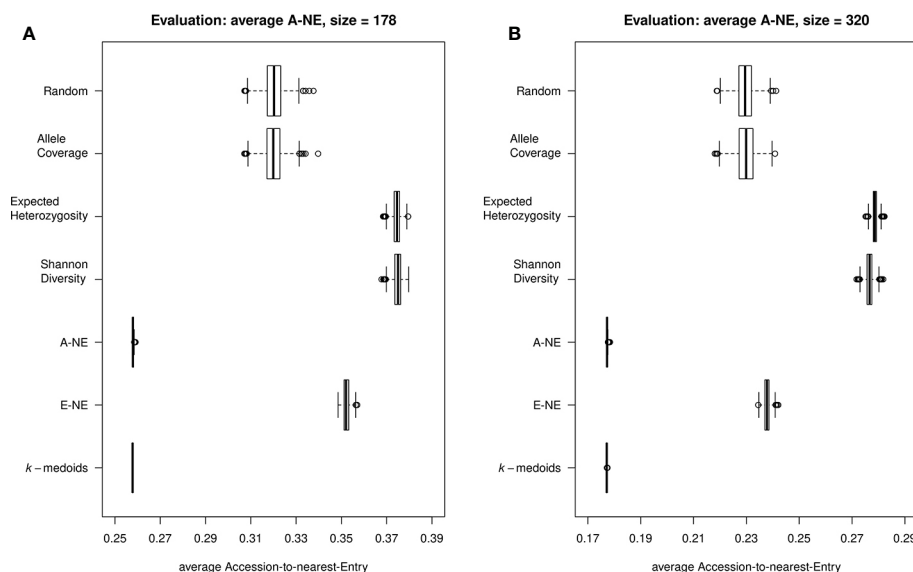 A
Evaluation: average A-NE, size = 178
Random
Allele
Coverage
Expected
Heterozygosity
Shannon
Diversity
A-NE
E-NE
k – medoids
0.25 0.27 0.29 0.31 0.33 0.35 0.37 0.39
average Accession-to-nearest-Entry
B
Evaluation: average A-NE, size = 320
Random
Allele
Coverage
Expected
Heterozygosity
Shannon
Diversity
A-NE
E-NE
k – medoids
0.17 0.19 0.21 0.23 0.25 0.27 0.29
average Accession-to-nearest-Entry